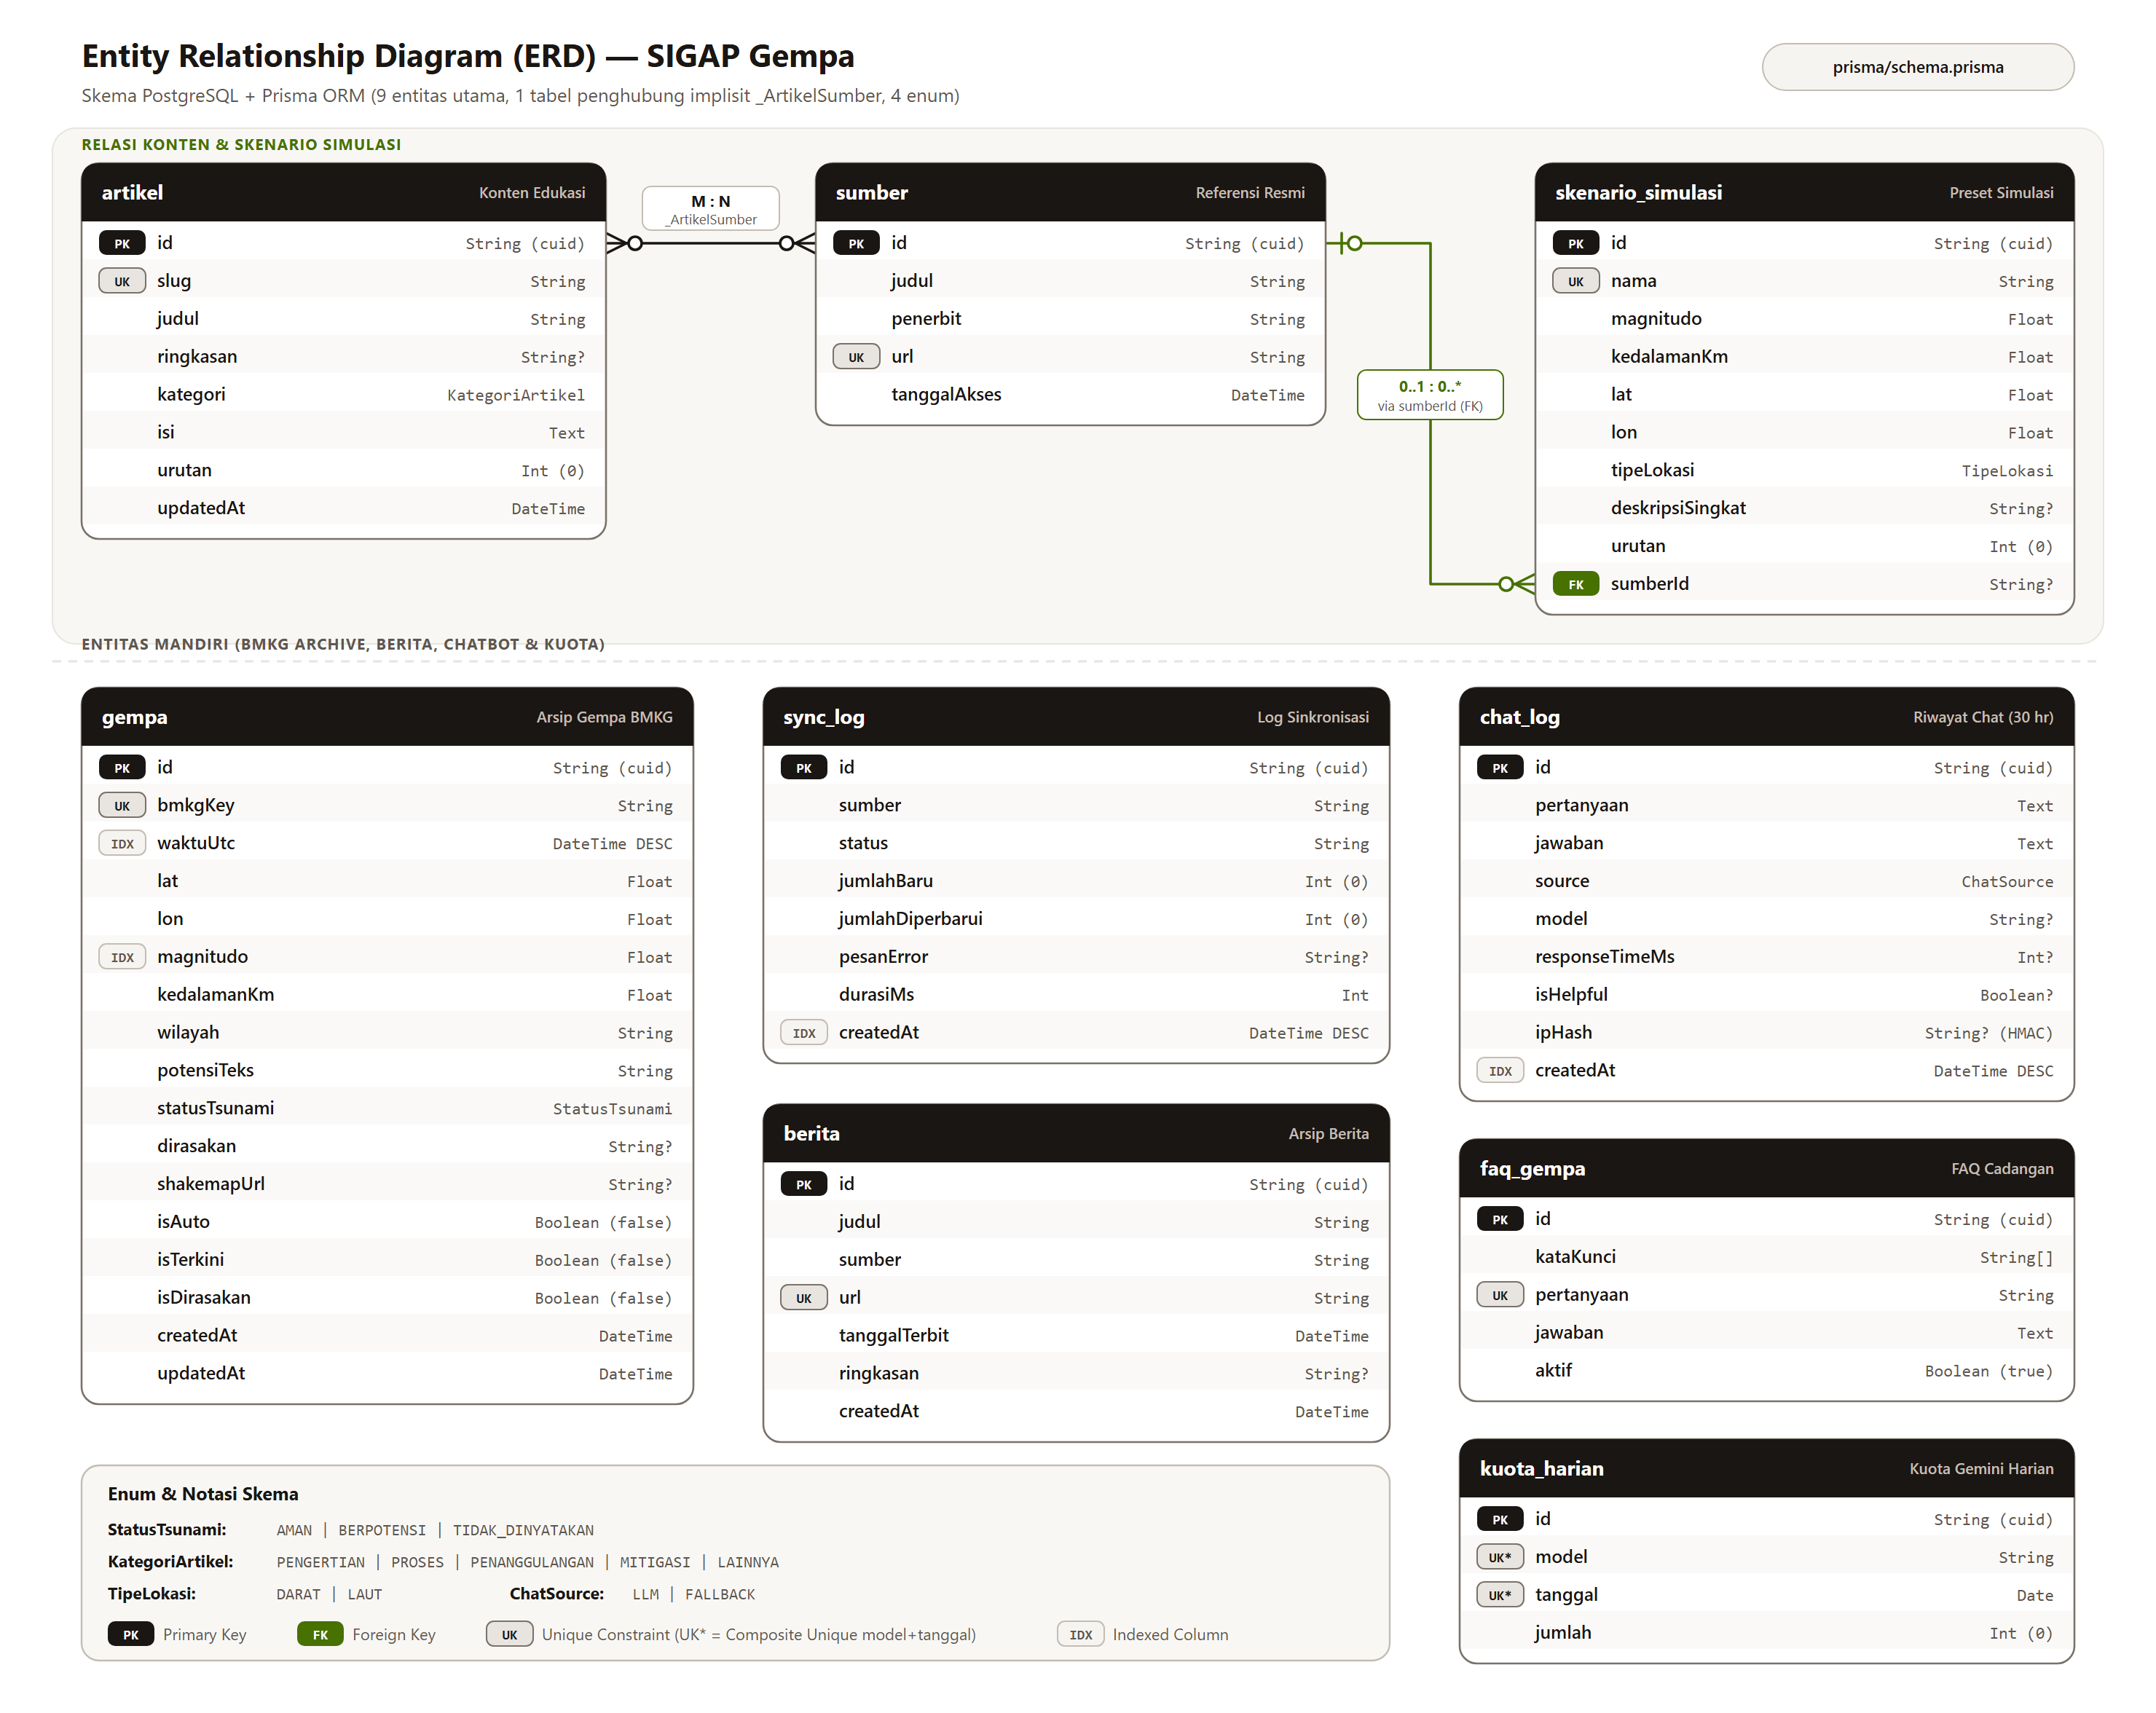 Entity Relationship Diagram (ERD) — SIGAP Gempa
prisma/schema.prisma
Skema PostgreSQL + Prisma ORM (9 entitas utama, 1 tabel penghubung implisit _ArtikelSumber, 4 enum)
RELASI KONTEN & SKENARIO SIMULASI
artikel Konten Edukasi
PK id String (cuid)
UK slug String
judul String
ringkasan String?
kategori KategoriArtikel
isi Text
urutan Int (0)
updatedAt DateTime
M : N
_ArtikelSumber
sumber Referensi Resmi
PK id String (cuid)
judul String
penerbit String
UK url String
tanggalAkses DateTime
0..1 : 0..*
via sumberId (FK)
skenario_simulasi Preset Simulasi
PK id String (cuid)
UK nama String
magnitudo Float
kedalamanKm Float
lat Float
lon Float
tipeLokasi TipeLokasi
deskripsiSingkat String?
urutan Int (0)
FK sumberId String?
ENTITAS MANDIRI (BMKG ARCHIVE, BERITA, CHATBOT & KUOTA)
gempa Arsip Gempa BMKG
PK id String (cuid)
UK bmkgKey String
IDX waktuUtc DateTime DESC
lat Float
lon Float
IDX magnitudo Float
kedalamanKm Float
wilayah String
potensiTeks String
statusTsunami StatusTsunami
dirasakan String?
shakemapUrl String?
isAuto Boolean (false)
isTerkini Boolean (false)
isDirasakan Boolean (false)
createdAt DateTime
updatedAt DateTime
sync_log Log Sinkronisasi
PK id String (cuid)
sumber String
status String
jumlahBaru Int (0)
jumlahDiperbarui Int (0)
pesanError String?
durasiMs Int
IDX createdAt DateTime DESC
berita Arsip Berita
PK id String (cuid)
judul String
sumber String
UK url String
tanggalTerbit DateTime
ringkasan String?
createdAt DateTime
chat_log Riwayat Chat (30 hr)
PK id String (cuid)
pertanyaan Text
jawaban Text
source ChatSource
model String?
responseTimeMs Int?
isHelpful Boolean?
ipHash String? (HMAC)
IDX createdAt DateTime DESC
faq_gempa FAQ Cadangan
PK id String (cuid)
kataKunci String[]
UK pertanyaan String
jawaban Text
aktif Boolean (true)
kuota_harian Kuota Gemini Harian
PK id String (cuid)
UK* model String
UK* tanggal Date
jumlah Int (0)
Enum & Notasi Skema
StatusTsunami: AMAN | BERPOTENSI | TIDAK_DINYATAKAN
KategoriArtikel: PENGERTIAN | PROSES | PENANGGULANGAN | MITIGASI | LAINNYA
TipeLokasi: DARAT | LAUT ChatSource: LLM | FALLBACK
PK Primary Key FK Foreign Key UK Unique Constraint (UK* = Composite Unique model+tanggal) IDX Indexed Column